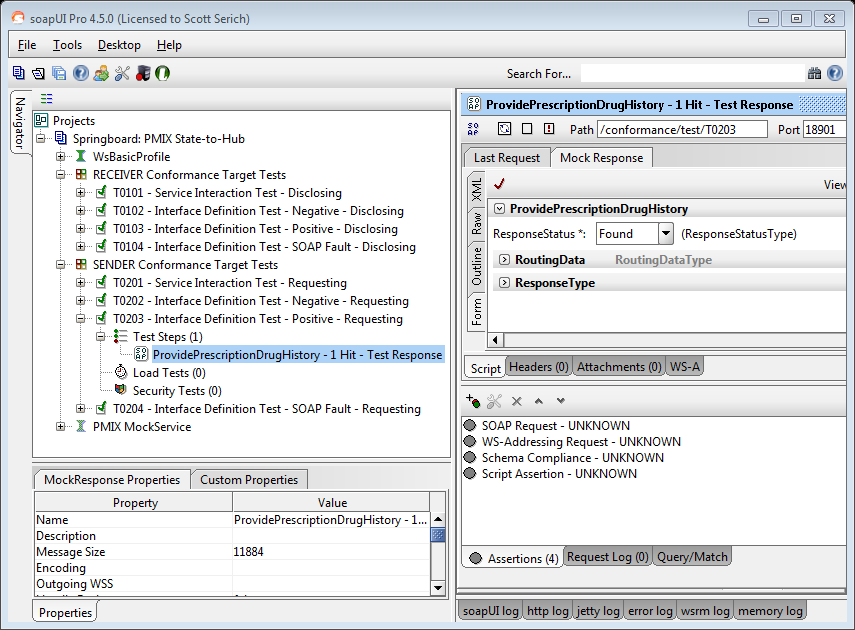 soapUI Pro 4.5.0 (Licensed to Scott Serich)
File Tools Desktop Help
Search For...
Navigator
Projects
Springboard: PMIX State-to-Hub
WsBasicProfile
RECEIVER Conformance Target Tests
T0101 - Service Interaction Test - Disclosing
T0102 - Interface Definition Test - Negative - Disclosing
T0103 - Interface Definition Test - Positive - Disclosing
T0104 - Interface Definition Test - SOAP Fault - Disclosing
SENDER Conformance Target Tests
T0201 - Service Interaction Test - Requesting
T0202 - Interface Definition Test - Negative - Requesting
T0203 - Interface Definition Test - Positive - Requesting
Test Steps (1)
ProvidePrescriptionDrugHistory - 1 Hit - Test Response
Load Tests (0)
Security Tests (0)
T0204 - Interface Definition Test - SOAP Fault - Requesting
PMIX MockService
MockResponse Properties Custom Properties
Property Value
Name ProvidePrescriptionDrugHistory - 1...
Description
Message Size 11884
Encoding
Outgoing WSS
Properties
ProvidePrescriptionDrugHistory - 1 Hit - Test Response
Path /conformance/test/T0203 Port 18901
Last Request Mock Response
XML
Raw
Outline
Form
View
ProvidePrescriptionDrugHistory
ResponseStatus *: Found (ResponseStatusType)
RoutingData RoutingDataType
ResponseType
Script Headers (0) Attachments (0) WS-A
SOAP Request - UNKNOWN
WS-Addressing Request - UNKNOWN
Schema Compliance - UNKNOWN
Script Assertion - UNKNOWN
Assertions (4) Request Log (0) Query/Match
soapUI log http log jetty log error log wsrm log memory log